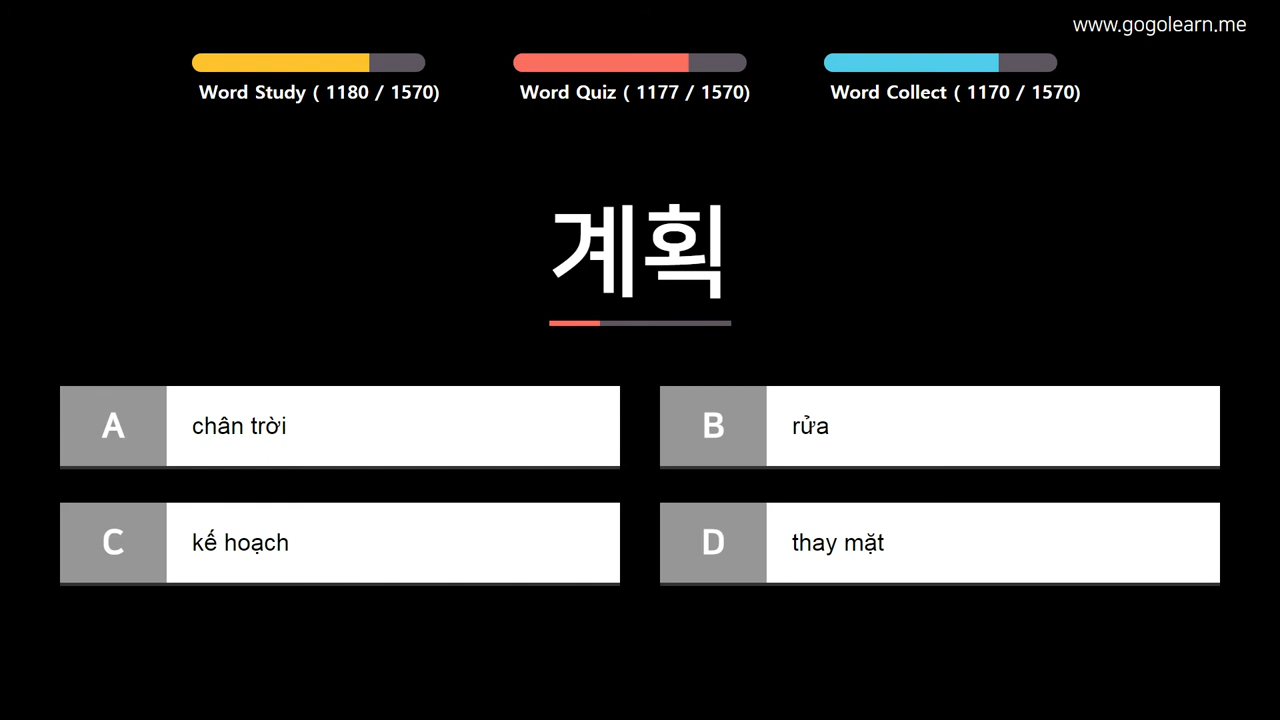 www.gogolearn.me
Word Study ( 1180 / 1570)
Word Quiz ( 1177 / 1570)
Word Collect ( 1170 / 1570)
계획
A chân trời
B rửa
C kế hoạch
D thay mặt